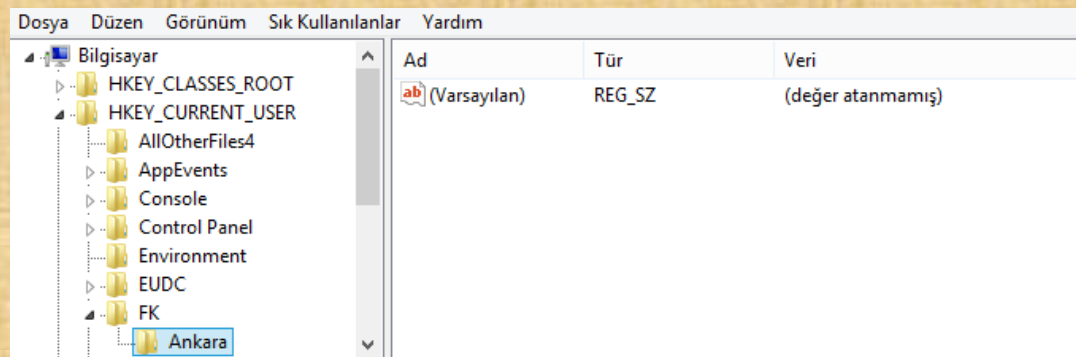 Dosya Düzen Görünüm Sık Kullanılanlar Yardım
Bilgisayar
HKEY_CLASSES_ROOT
HKEY_CURRENT_USER
AllOtherFiles4
AppEvents
Console
Control Panel
Environment
EUDC
FK
Ankara
Ad Tür Veri
ab (Varsayılan) REG_SZ (değer atanmamış)